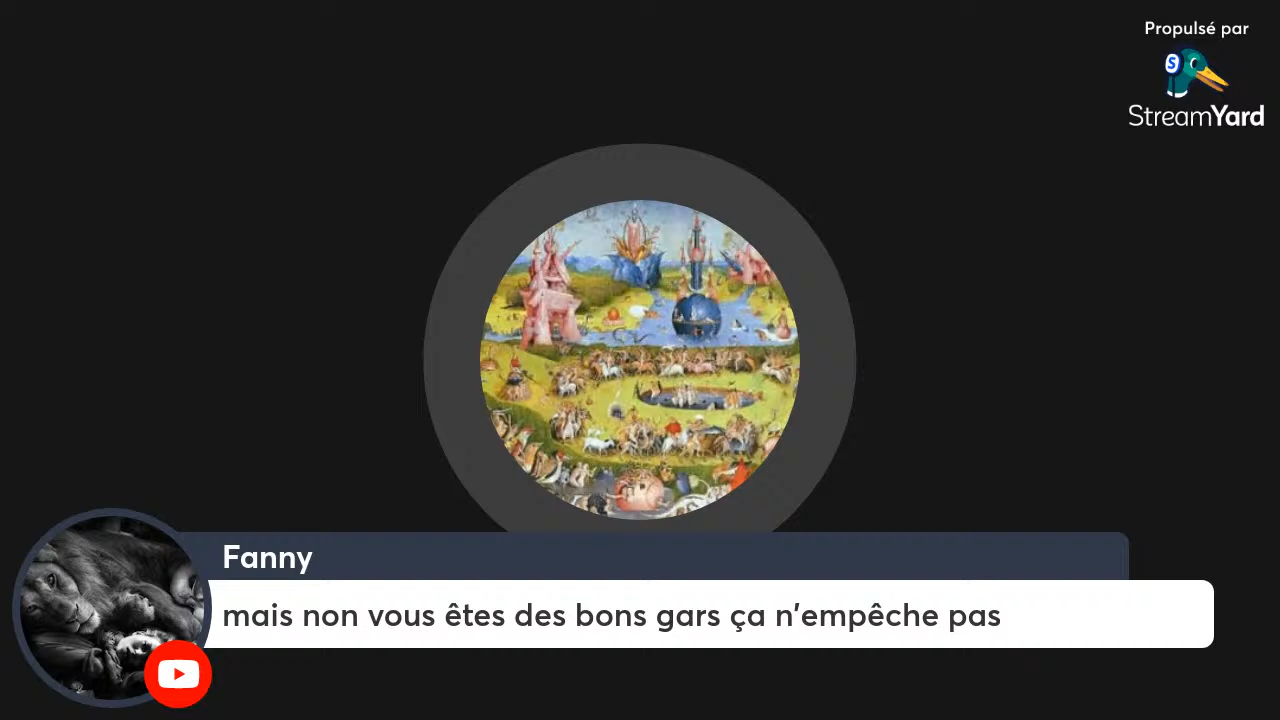 Propulsé par
S
StreamYard
Fanny
mais non vous êtes des bons gars ça n'empêche pas